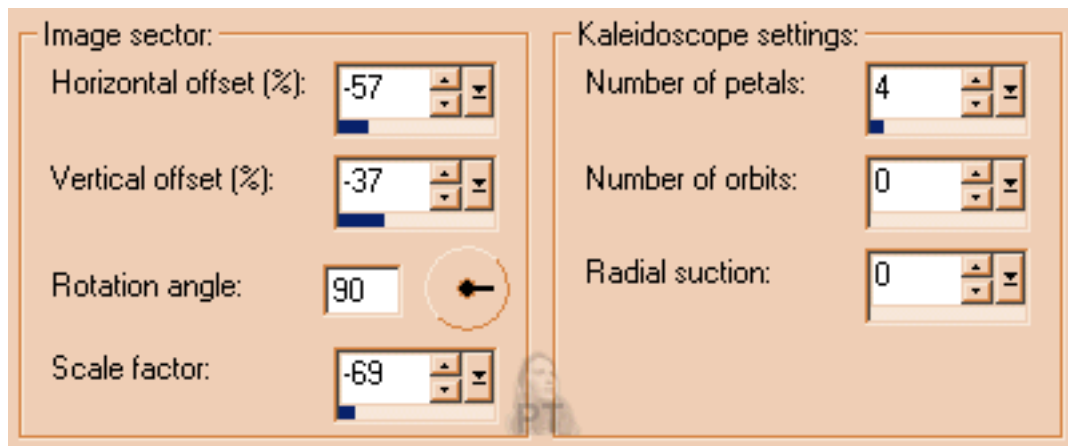 Image sector:
Horizontal offset (%): -57
Vertical offset (%): -37
Rotation angle: 90
Scale factor: -69
Kaleidoscope settings:
Number of petals: 4
Number of orbits: 0
Radial suction: 0
PT